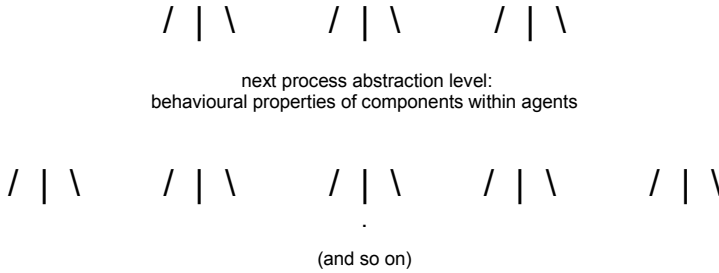 / | \ / | \ / | \
next process abstraction level:
behavioural properties of components within agents
/ | \ / | \ / | \ / | \ / | \
.
(and so on)